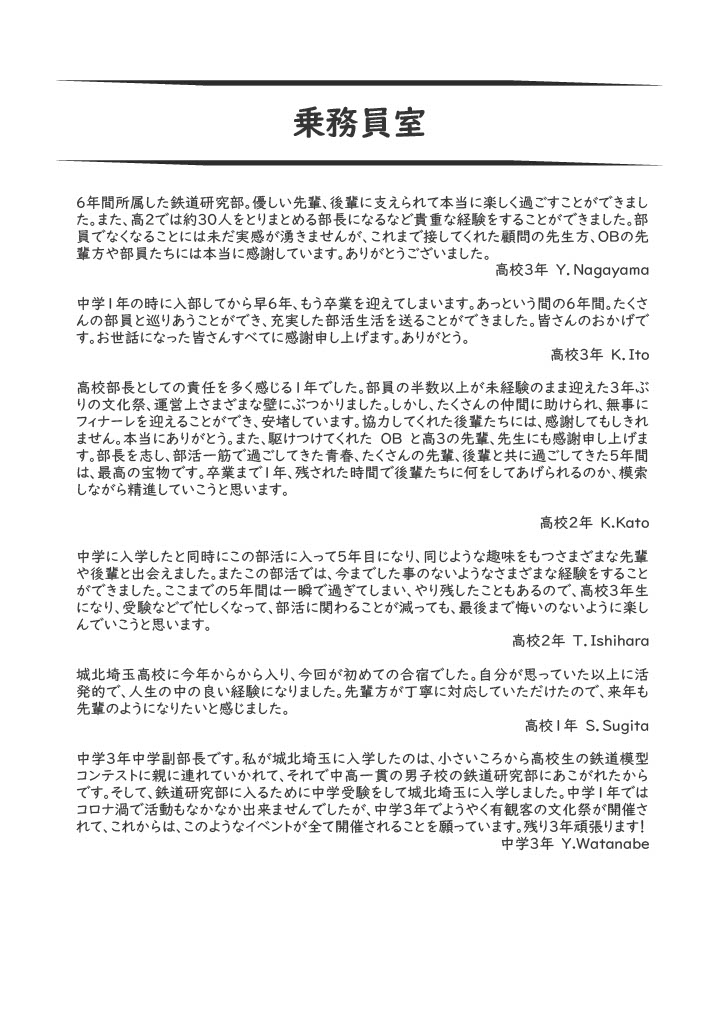 乗務員室
6年間所属した鉄道研究部。優しい先輩、後輩に支えられて本当に楽しく過ごすことができまし
た。また、高2では約30人をとりまとめる部長になるなど貴重な経験をすることができました。部
員でなくなることには未だ実感が湧きませんが、これまで接してくれた顧問の先生方、OBの先
輩方や部員たちには本当に感謝しています。ありがとうございました。
高校3年 Y. Nagayama
中学1年の時に入部してから早6年、もう卒業を迎えてしまいます。あっという間の6年間。たくさ
んの部員と巡りあうことができ、充実した部活生活を送ることができました。皆さんのおかげで
す。お世話になった皆さんすべてに感謝申し上げます。ありがとう。
高校3年 K. Ito
高校部長としての責任を多く感じる1年でした。部員の半数以上が未経験のまま迎えた3年ぶ
りの文化祭、運営上さまざまな壁にぶつかりました。しかし、たくさんの仲間に助けられ、無事に
フィナーレを迎えることができ、安堵しています。協力してくれた後輩たちには、感謝してもしきれ
ません。本当にありがとう。また、駆けつけてくれた OB と高3の先輩、先生にも感謝申し上げま
す。部長を志し、部活一筋で過ごしてきた青春、たくさんの先輩、後輩と共に過ごしてきた5年間
は、最高の宝物です。卒業まで1年、残された時間で後輩たちに何をしてあげられるのか、模索
しながら精進していこうと思います。
高校2年 K.Kato
中学に入学したと同時にこの部活に入って5年目になり、同じような趣味をもつさまざまな先輩
や後輩と出会えました。またこの部活では、今までした事のないようなさまざまな経験をすること
ができました。ここまでの5年間は一瞬で過ぎてしまい、やり残したこともあるので、高校3年生
になり、受験などで忙しくなって、部活に関わることが減っても、最後まで悔いのないように楽し
んでいこうと思います。
高校2年 T. Ishihara
城北埼玉高校に今年からから入り、今回が初めての合宿でした。自分が思っていた以上に活
発的で、人生の中の良い経験になりました。先輩方が丁寧に対応していただけたので、来年も
先輩のようになりたいと感じました。
高校1年 S. Sugita
中学3年中学副部長です。私が城北埼玉に入学したのは、小さいころから高校生の鉄道模型
コンテストに親に連れていかれて、それで中高一貫の男子校の鉄道研究部にあこがれたから
です。そして、鉄道研究部に入るために中学受験をして城北埼玉に入学しました。中学1年では
コロナ渦で活動もなかなか出来ませんでしたが、中学3年でようやく有観客の文化祭が開催さ
れて、これからは、このようなイベントが全て開催されることを願っています。残り3年頑張ります！
中学3年 Y.Watanabe